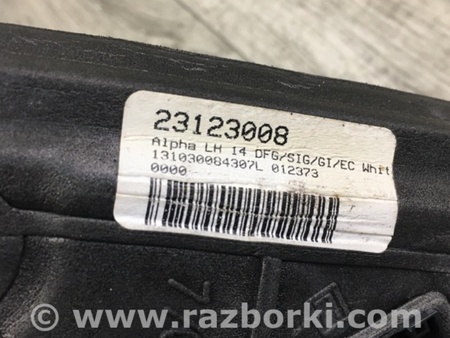 23123008
Alpha LH I4 DFG/SIG/GI/EC Whit
131030084307L 012373
0000
www.razborki.com